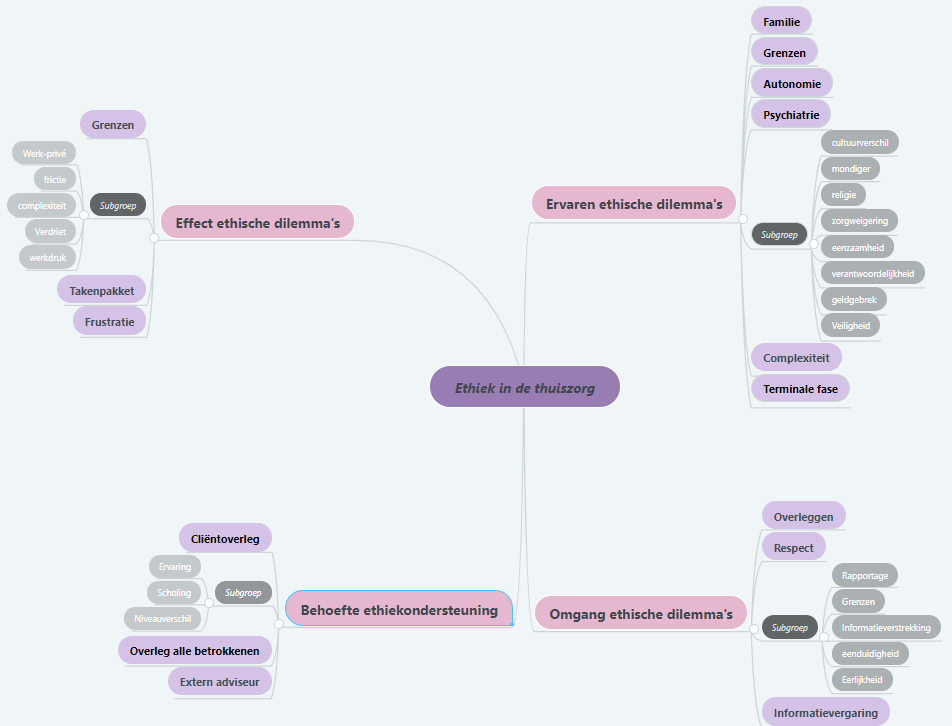 Ethiek in de thuiszorg
Ervaren ethische dilemma's
Familie
Grenzen
Autonomie
Psychiatrie
Subgroep
cultuurverschil
mondiger
religie
zorgweigering
eenzaamheid
verantwoordelijkheid
geldgebrek
Veiligheid
Complexiteit
Terminale fase
Omgang ethische dilemma's
Overleggen
Respect
Subgroep
Rapportage
Grenzen
Informatieverstrekking
eenduidigheid
Eerlijkheid
Informatievergaring
Effect ethische dilemma's
Grenzen
Subgroep
Werk-privé
frictie
complexiteit
Verdriet
werkdruk
Takenpakket
Frustratie
Behoefte ethiekondersteuning
Cliëntoverleg
Subgroep
Ervaring
Scholing
Niveauverschil
Overleg alle betrokkenen
Extern adviseur